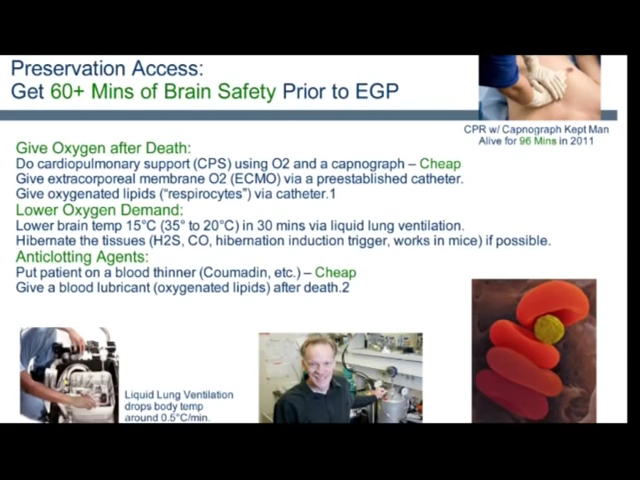 Preservation Access:
Get 60+ Mins of Brain Safety Prior to EGP
CPR w/ Capnograph Kept Man
Alive for 96 Mins in 2011
Give Oxygen after Death:
Do cardiopulmonary support (CPS) using O2 and a capnograph – Cheap
Give extracorporeal membrane O2 (ECMO) via a preestablished catheter.
Give oxygenated lipids ("respirocytes") via catheter.1
Lower Oxygen Demand:
Lower brain temp 15°C (35° to 20°C) in 30 mins via liquid lung ventilation.
Hibernate the tissues (H2S, CO, hibernation induction trigger, works in mice) if possible.
Anticlotting Agents:
Put patient on a blood thinner (Coumadin, etc.) – Cheap
Give a blood lubricant (oxygenated lipids) after death.2
Liquid Lung Ventilation
drops body temp
around 0.5°C/min.